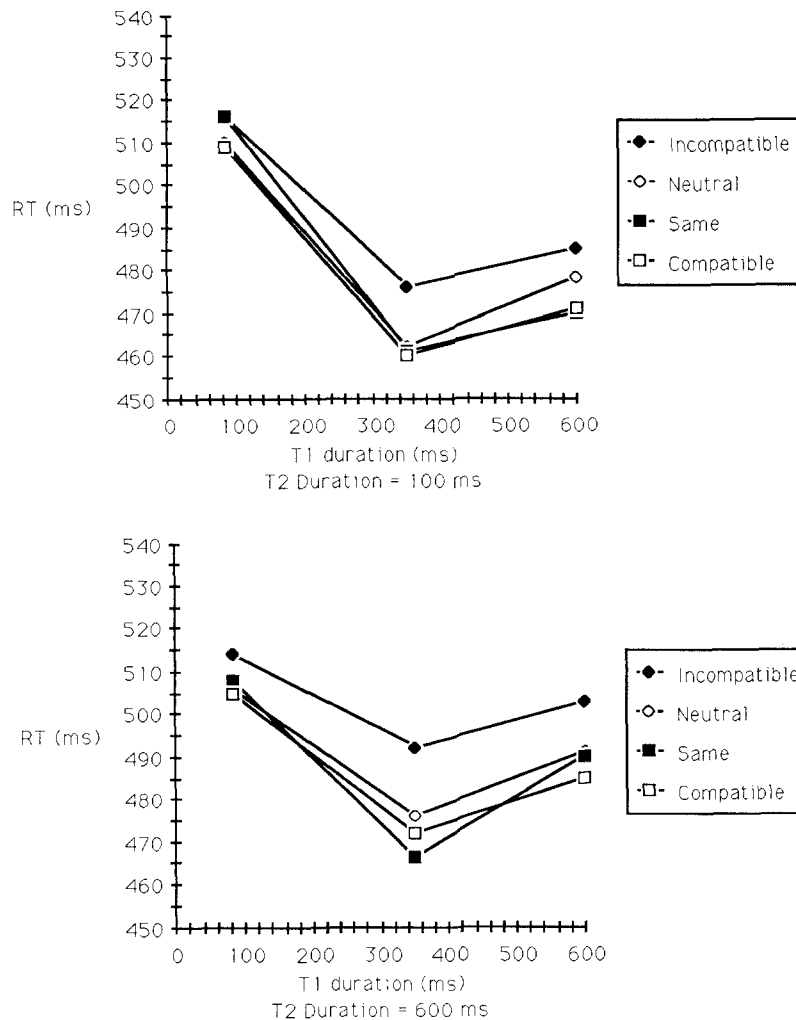 540
530
520
510
500
490
480
470
460
450
RT (ms)
0 100 200 300 400 500 600
T1 duration (ms)
T2 Duration = 100 ms
Incompatible
Neutral
Same
Compatible
540
530
520
510
500
490
480
470
460
450
RT (ms)
0 100 200 300 400 500 600
T1 duration (ms)
T2 Duration = 600 ms
Incompatible
Neutral
Same
Compatible